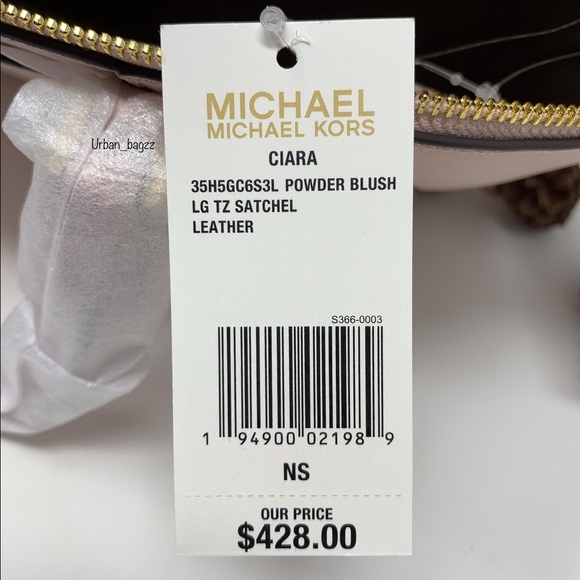 Urban_bagzz
MICHAEL
MICHAEL KORS
CIARA
35H5GC6S3L POWDER BLUSH
LG TZ SATCHEL
LEATHER
S366-0003
1 94900 02198 9
NS
OUR PRICE
$428.00